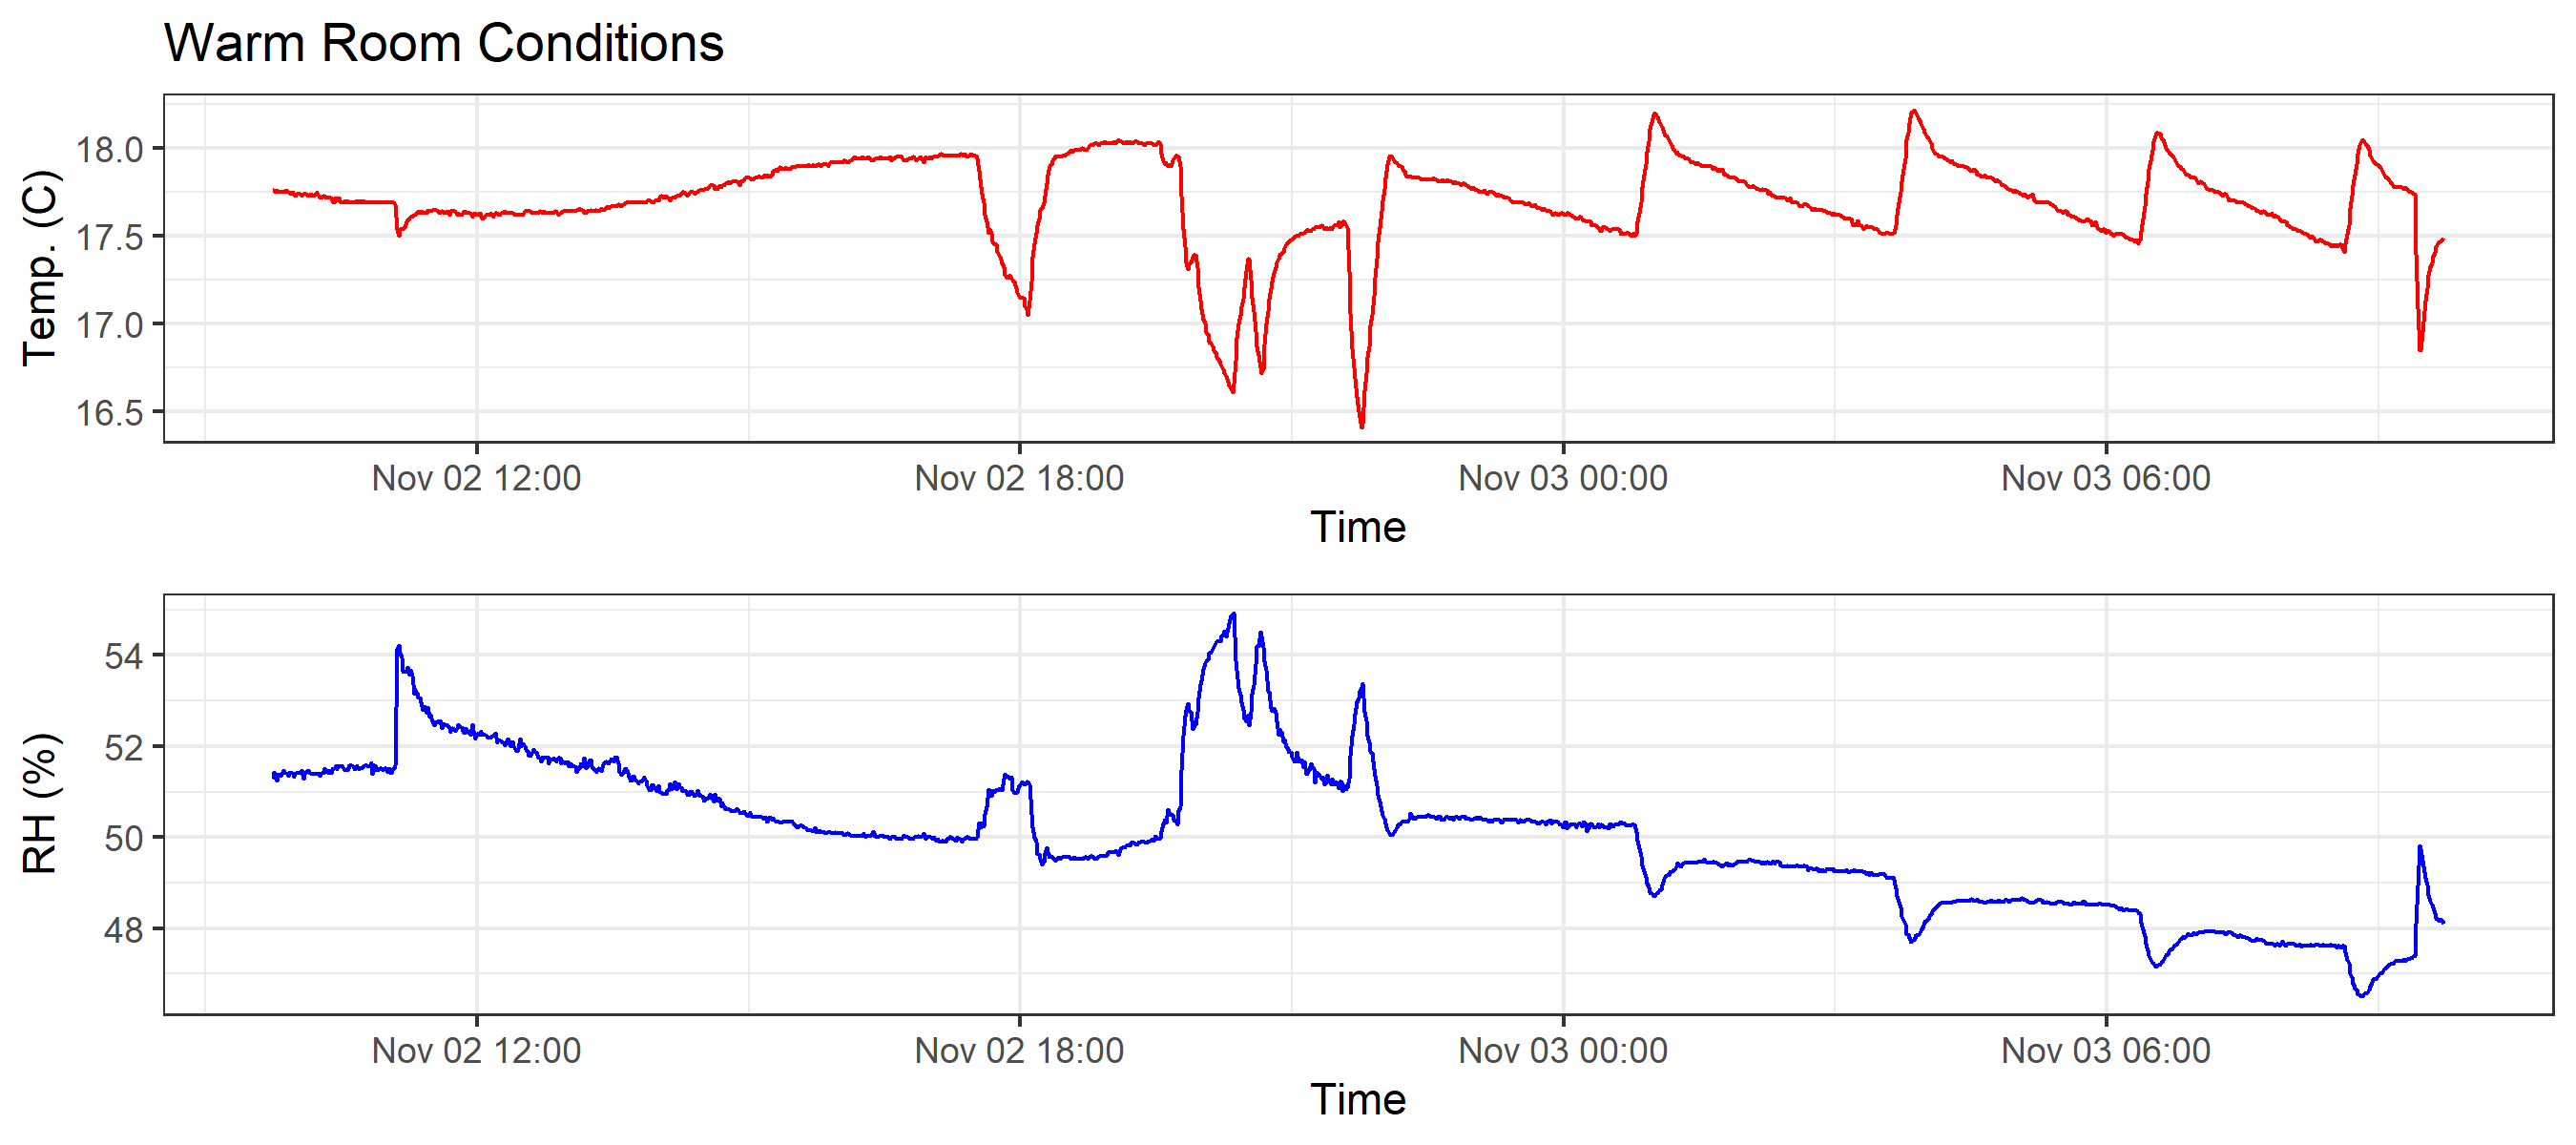 Warm Room Conditions
Temp. (C)
18.0
17.5
17.0
16.5
Nov 02 12:00 Nov 02 18:00 Nov 03 00:00 Nov 03 06:00
Time
RH (%)
54
52
50
48
Nov 02 12:00 Nov 02 18:00 Nov 03 00:00 Nov 03 06:00
Time